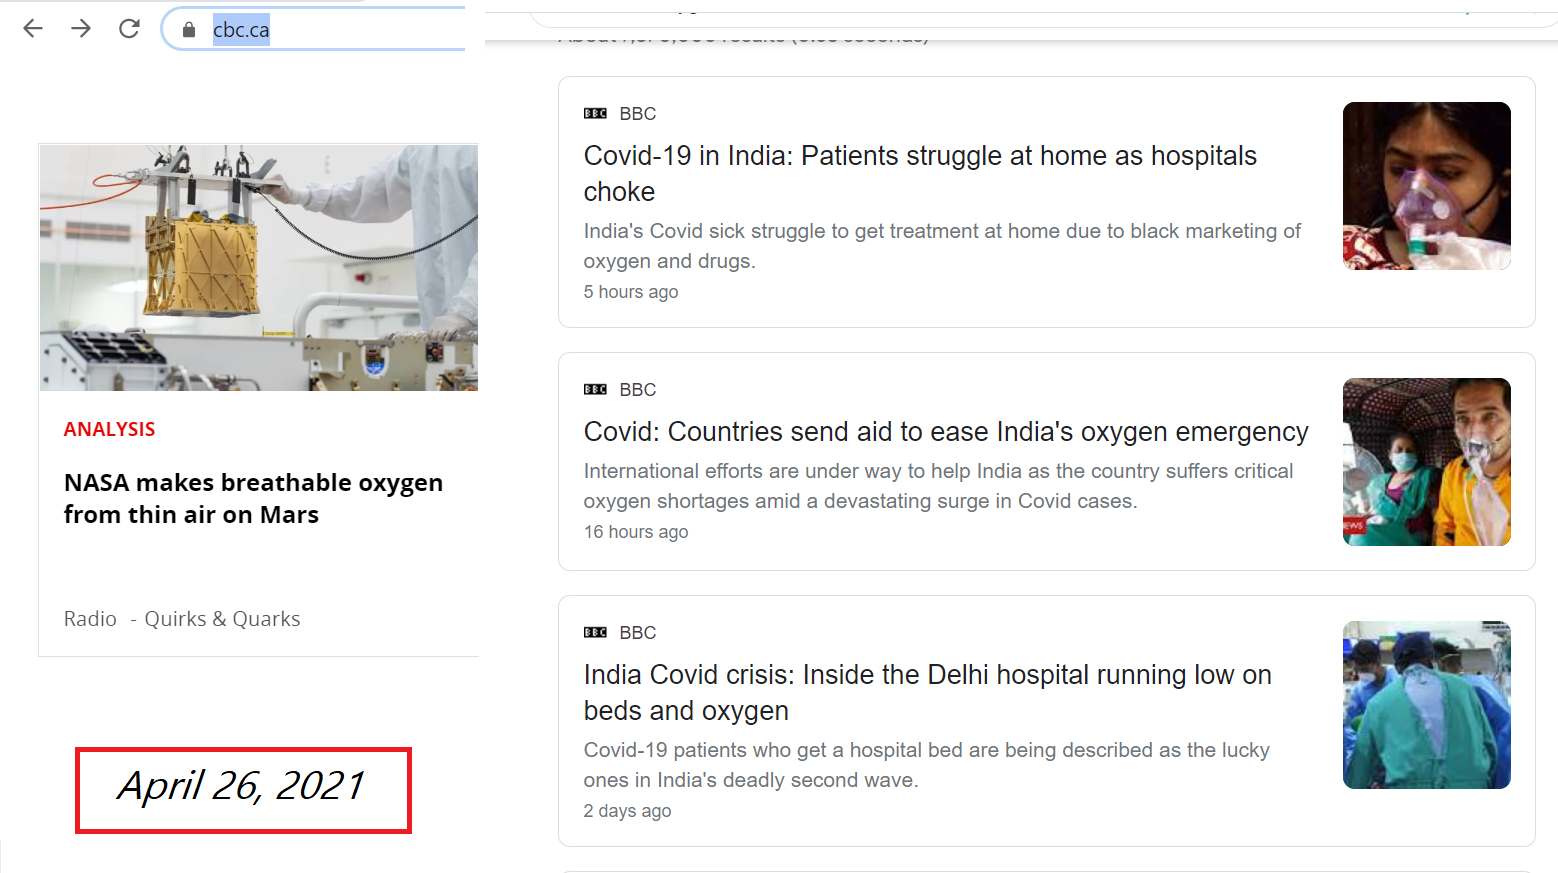 cbc.ca
ANALYSIS
NASA makes breathable oxygen
from thin air on Mars
Radio - Quirks & Quarks
April 26, 2021
BBC BBC
Covid-19 in India: Patients struggle at home as hospitals
choke
India's Covid sick struggle to get treatment at home due to black marketing of
oxygen and drugs.
5 hours ago
BBC BBC
Covid: Countries send aid to ease India's oxygen emergency
International efforts are under way to help India as the country suffers critical
oxygen shortages amid a devastating surge in Covid cases.
16 hours ago
EWS
BBC BBC
India Covid crisis: Inside the Delhi hospital running low on
beds and oxygen
Covid-19 patients who get a hospital bed are being described as the lucky
ones in India's deadly second wave.
2 days ago